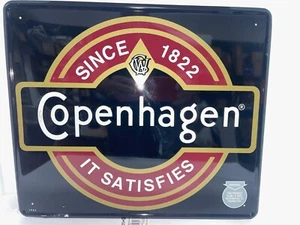 SINCE 1822
Copenhagen®
IT SATISFIES